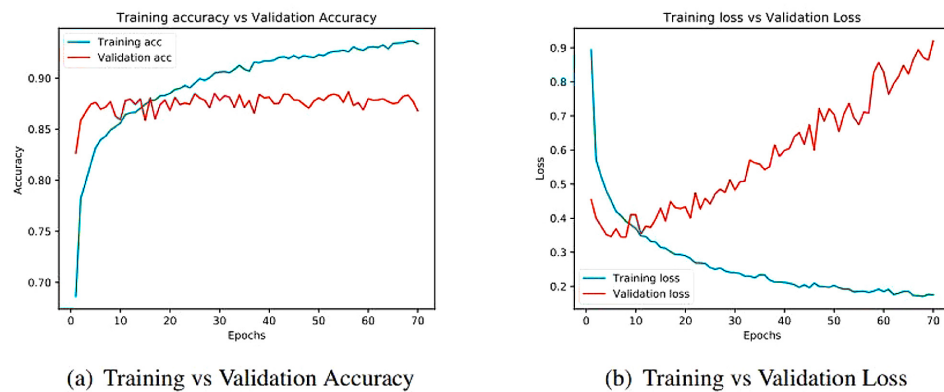 Training accuracy vs Validation Accuracy
Training acc
Validation acc
0.90
0.85
0.80
0.75
0.70
Accuracy
0 10 20 30 40 50 60 70
Epochs
(a) Training vs Validation Accuracy
Training loss vs Validation Loss
0.9
0.8
0.7
0.6
0.5
0.4
0.3
0.2
Loss
Training loss
Validation loss
0 10 20 30 40 50 60 70
Epochs
(b) Training vs Validation Loss